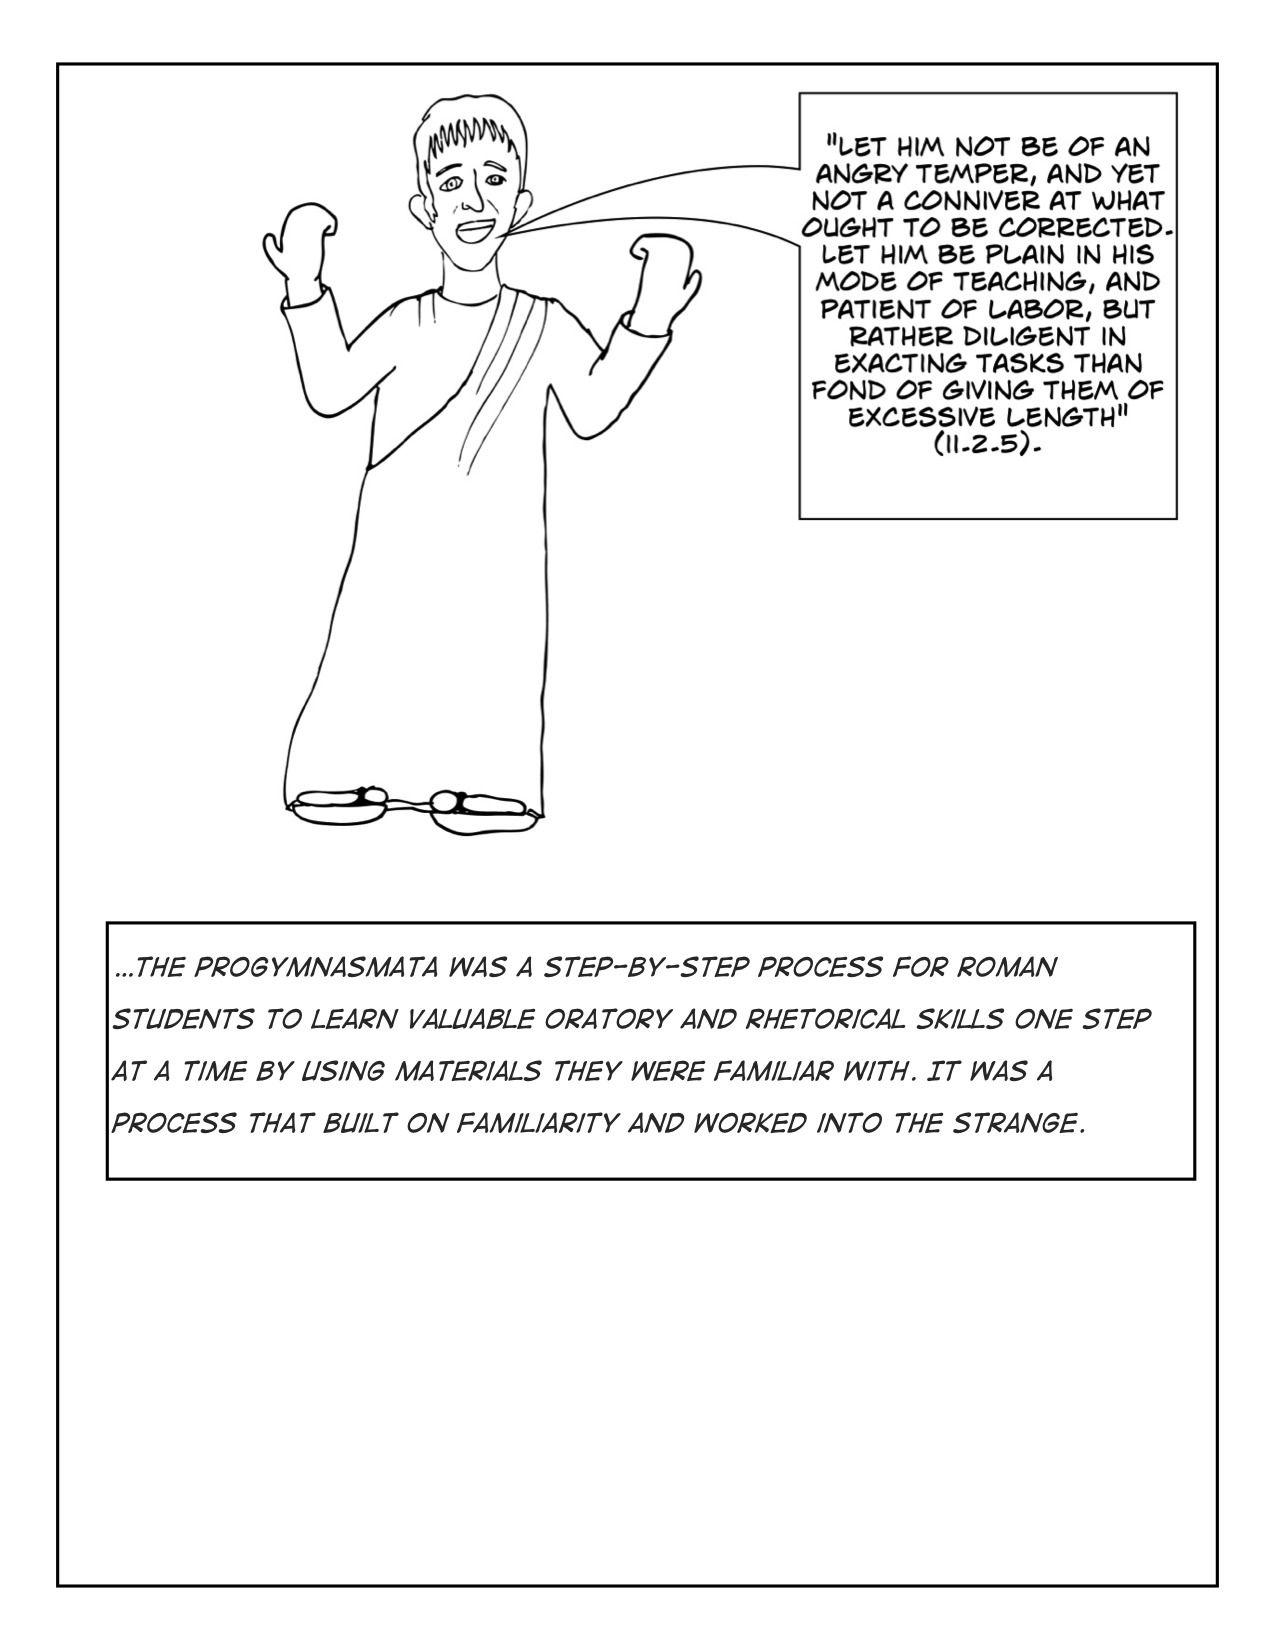 "LET HIM NOT BE OF AN
ANGRY TEMPER, AND YET
NOT A CONNIVER AT WHAT
OUGHT TO BE CORRECTED.
LET HIM BE PLAIN IN HIS
MODE OF TEACHING, AND
PATIENT OF LABOR, BUT
RATHER DILIGENT IN
EXACTING TASKS THAN
FOND OF GIVING THEM OF
EXCESSIVE LENGTH"
(11.2.5).
...THE PROGYMNASMATA WAS A STEP-BY-STEP PROCESS FOR ROMAN
STUDENTS TO LEARN VALUABLE ORATORY AND RHETORICAL SKILLS ONE STEP
AT A TIME BY USING MATERIALS THEY WERE FAMILIAR WITH. IT WAS A
PROCESS THAT BUILT ON FAMILIARITY AND WORKED INTO THE STRANGE.